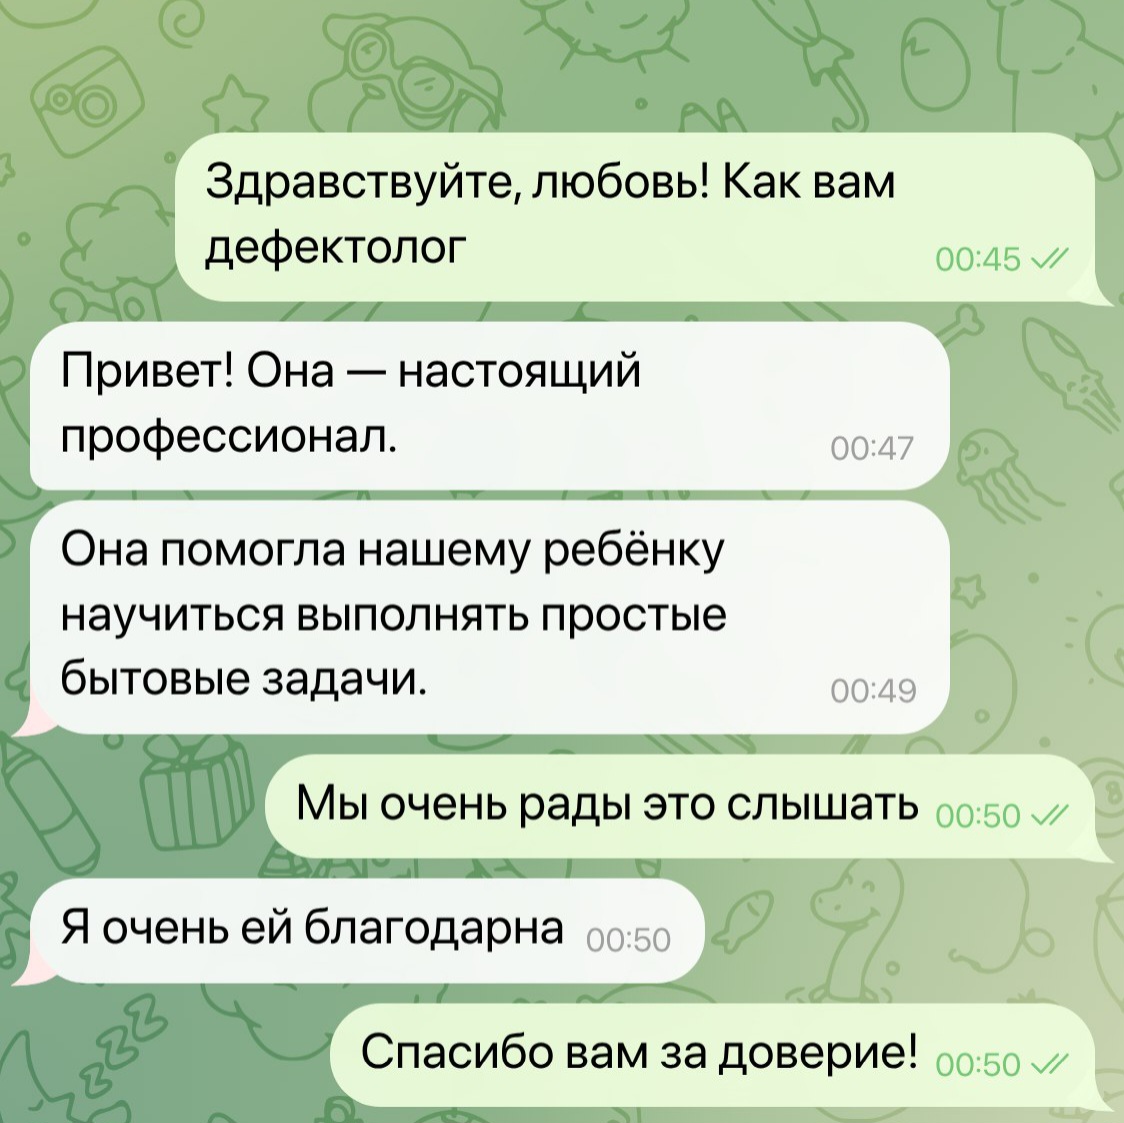 Здравствуйте, любовь! Как вам
дефектолог
00:45
Привет! Она — настоящий
профессионал.
00:47
Она помогла нашему ребёнку
научиться выполнять простые
бытовые задачи.
00:49
Мы очень рады это слышать 00:50
Я очень ей благодарна 00:50
Спасибо вам за доверие! 00:50